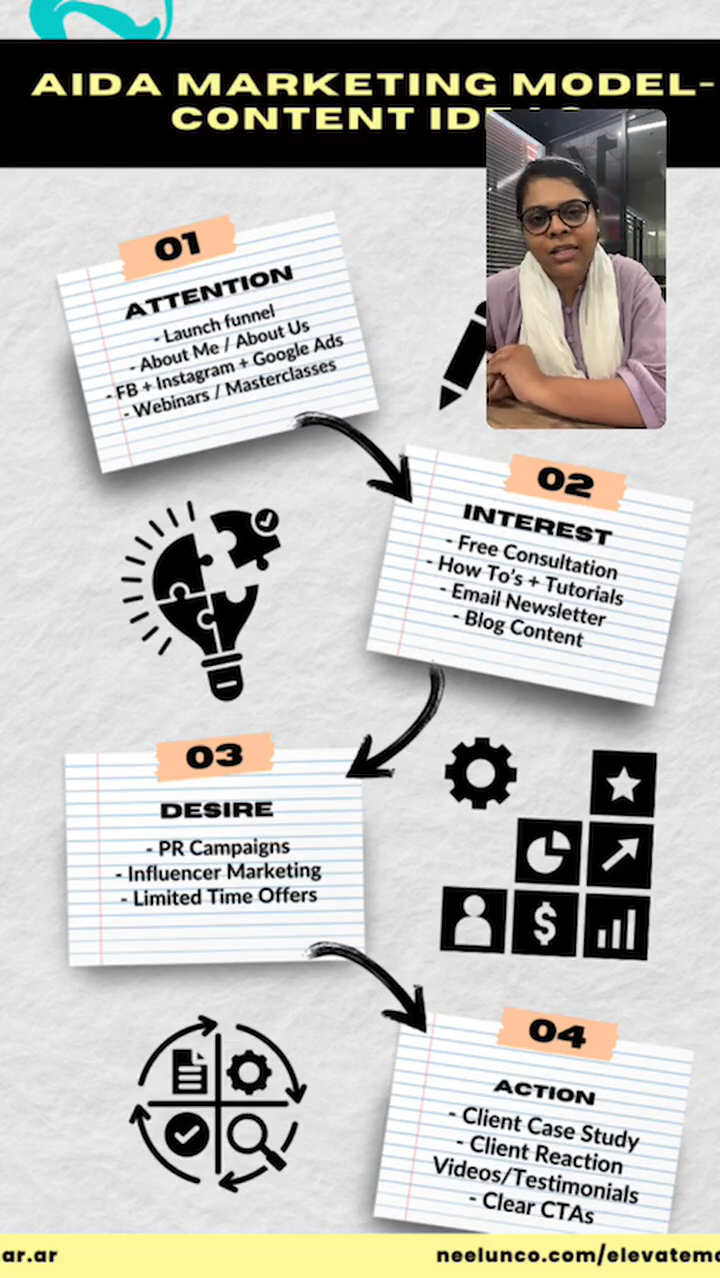 AIDA MARKETING MODEL-
CONTENT
01
ATTENTION
- Launch funnel
- About Me / About Us
- FB + Instagram + Google Ads
- Webinars / Masterclasses
02
INTEREST
- Free Consultation
- How To's + Tutorials
- Email Newsletter
- Blog Content
03
DESIRE
- PR Campaigns
- Influencer Marketing
- Limited Time Offers
04
ACTION
- Client Case Study
- Client Reaction
Videos/Testimonials
- Clear CTAs
ar.ar
neelunco.com/elevatema